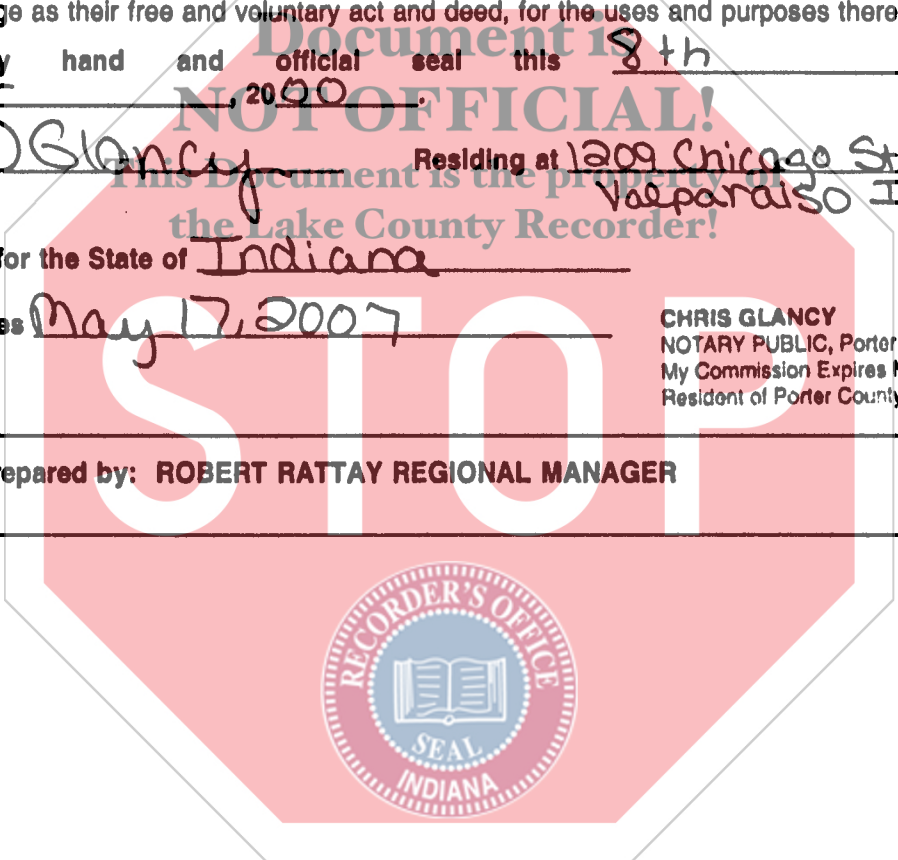 ge as their free and voluntary act and deed, for the uses and purposes there
Document is
hand and official seal this 8th
, 2000.
NOT OFFICIAL!
Glancy Residing at 1209 Chicago St
This Document is the property of
Valparaiso I
the Lake County Recorder!
for the State of Indiana
es May 17, 2007
CHRIS GLANCY
NOTARY PUBLIC, Porter
My Commission Expires
Resident of Porter County
STOP
epared by: ROBERT RATTAY REGIONAL MANAGER
RECORDER'S OFFICE
SEAL
INDIANA